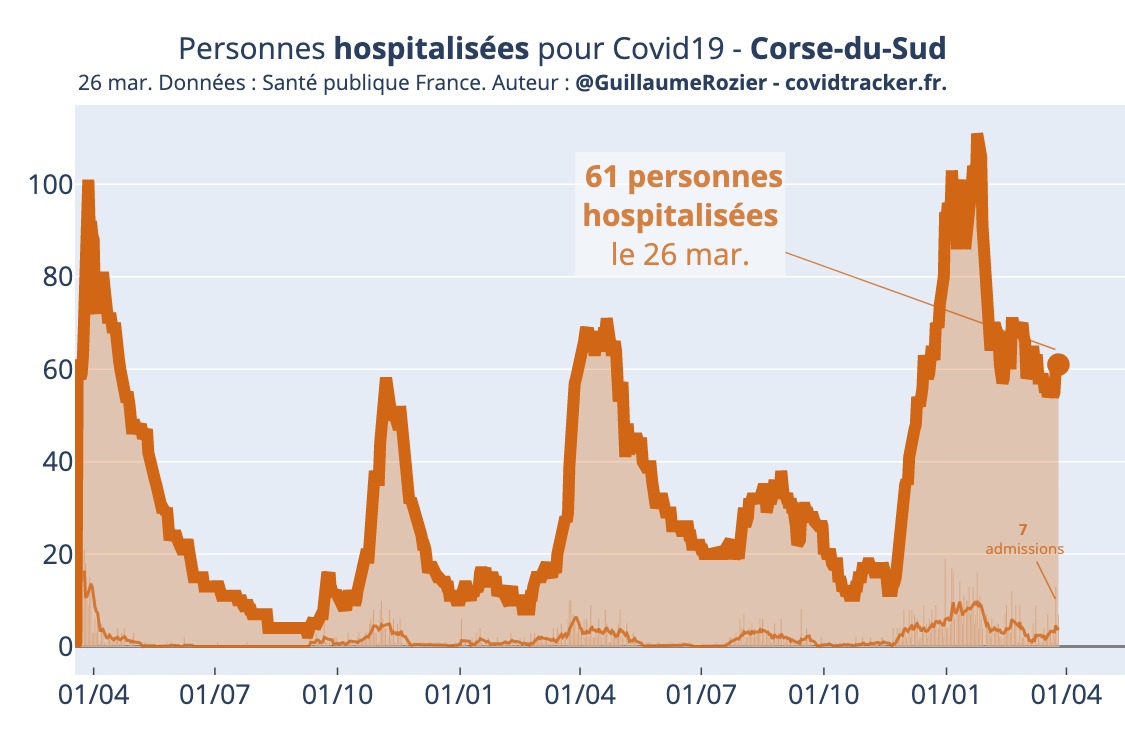 Personnes hospitalisées pour Covid19 - Corse-du-Sud
26 mar. Données : Santé publique France. Auteur : @GuillaumeRozier - covidtracker.fr.
61 personnes
hospitalisées
le 26 mar.
100
80
60
40
20
0
7
admissions
01/04
01/07
01/10
01/01
01/04
01/07
01/10
01/01
01/04